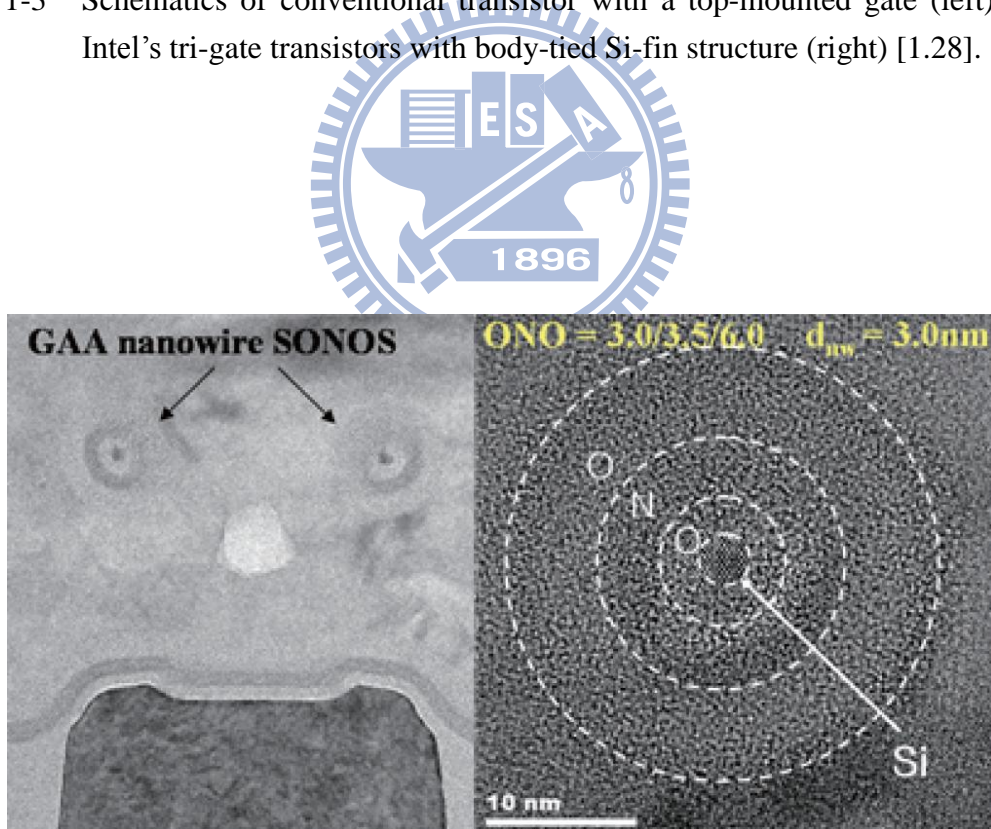 1-5 Schematics of conventional transistor with a top-mounted gate (left)
Intel's tri-gate transistors with body-tied Si-fin structure (right) [1.28].
E S A
1896
GAA nanowire SONOS
ONO = 3.0/3.5/6.0 dnw = 3.0nm
O
N
O
Si
10 nm